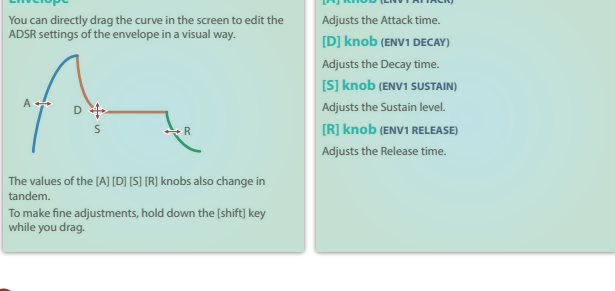 Envelope
You can directly drag the curve in the screen to edit the
ADSR settings of the envelope in a visual way.
A
D
S
R
The values of the [A] [D] [S] [R] knobs also change in
tandem.
To make fine adjustments, hold down the [shift] key
while you drag.
[A] knob (ENV1 ATTACK)
Adjusts the Attack time.
[D] knob (ENV1 DECAY)
Adjusts the Decay time.
[S] knob (ENV1 SUSTAIN)
Adjusts the Sustain level.
[R] knob (ENV1 RELEASE)
Adjusts the Release time.